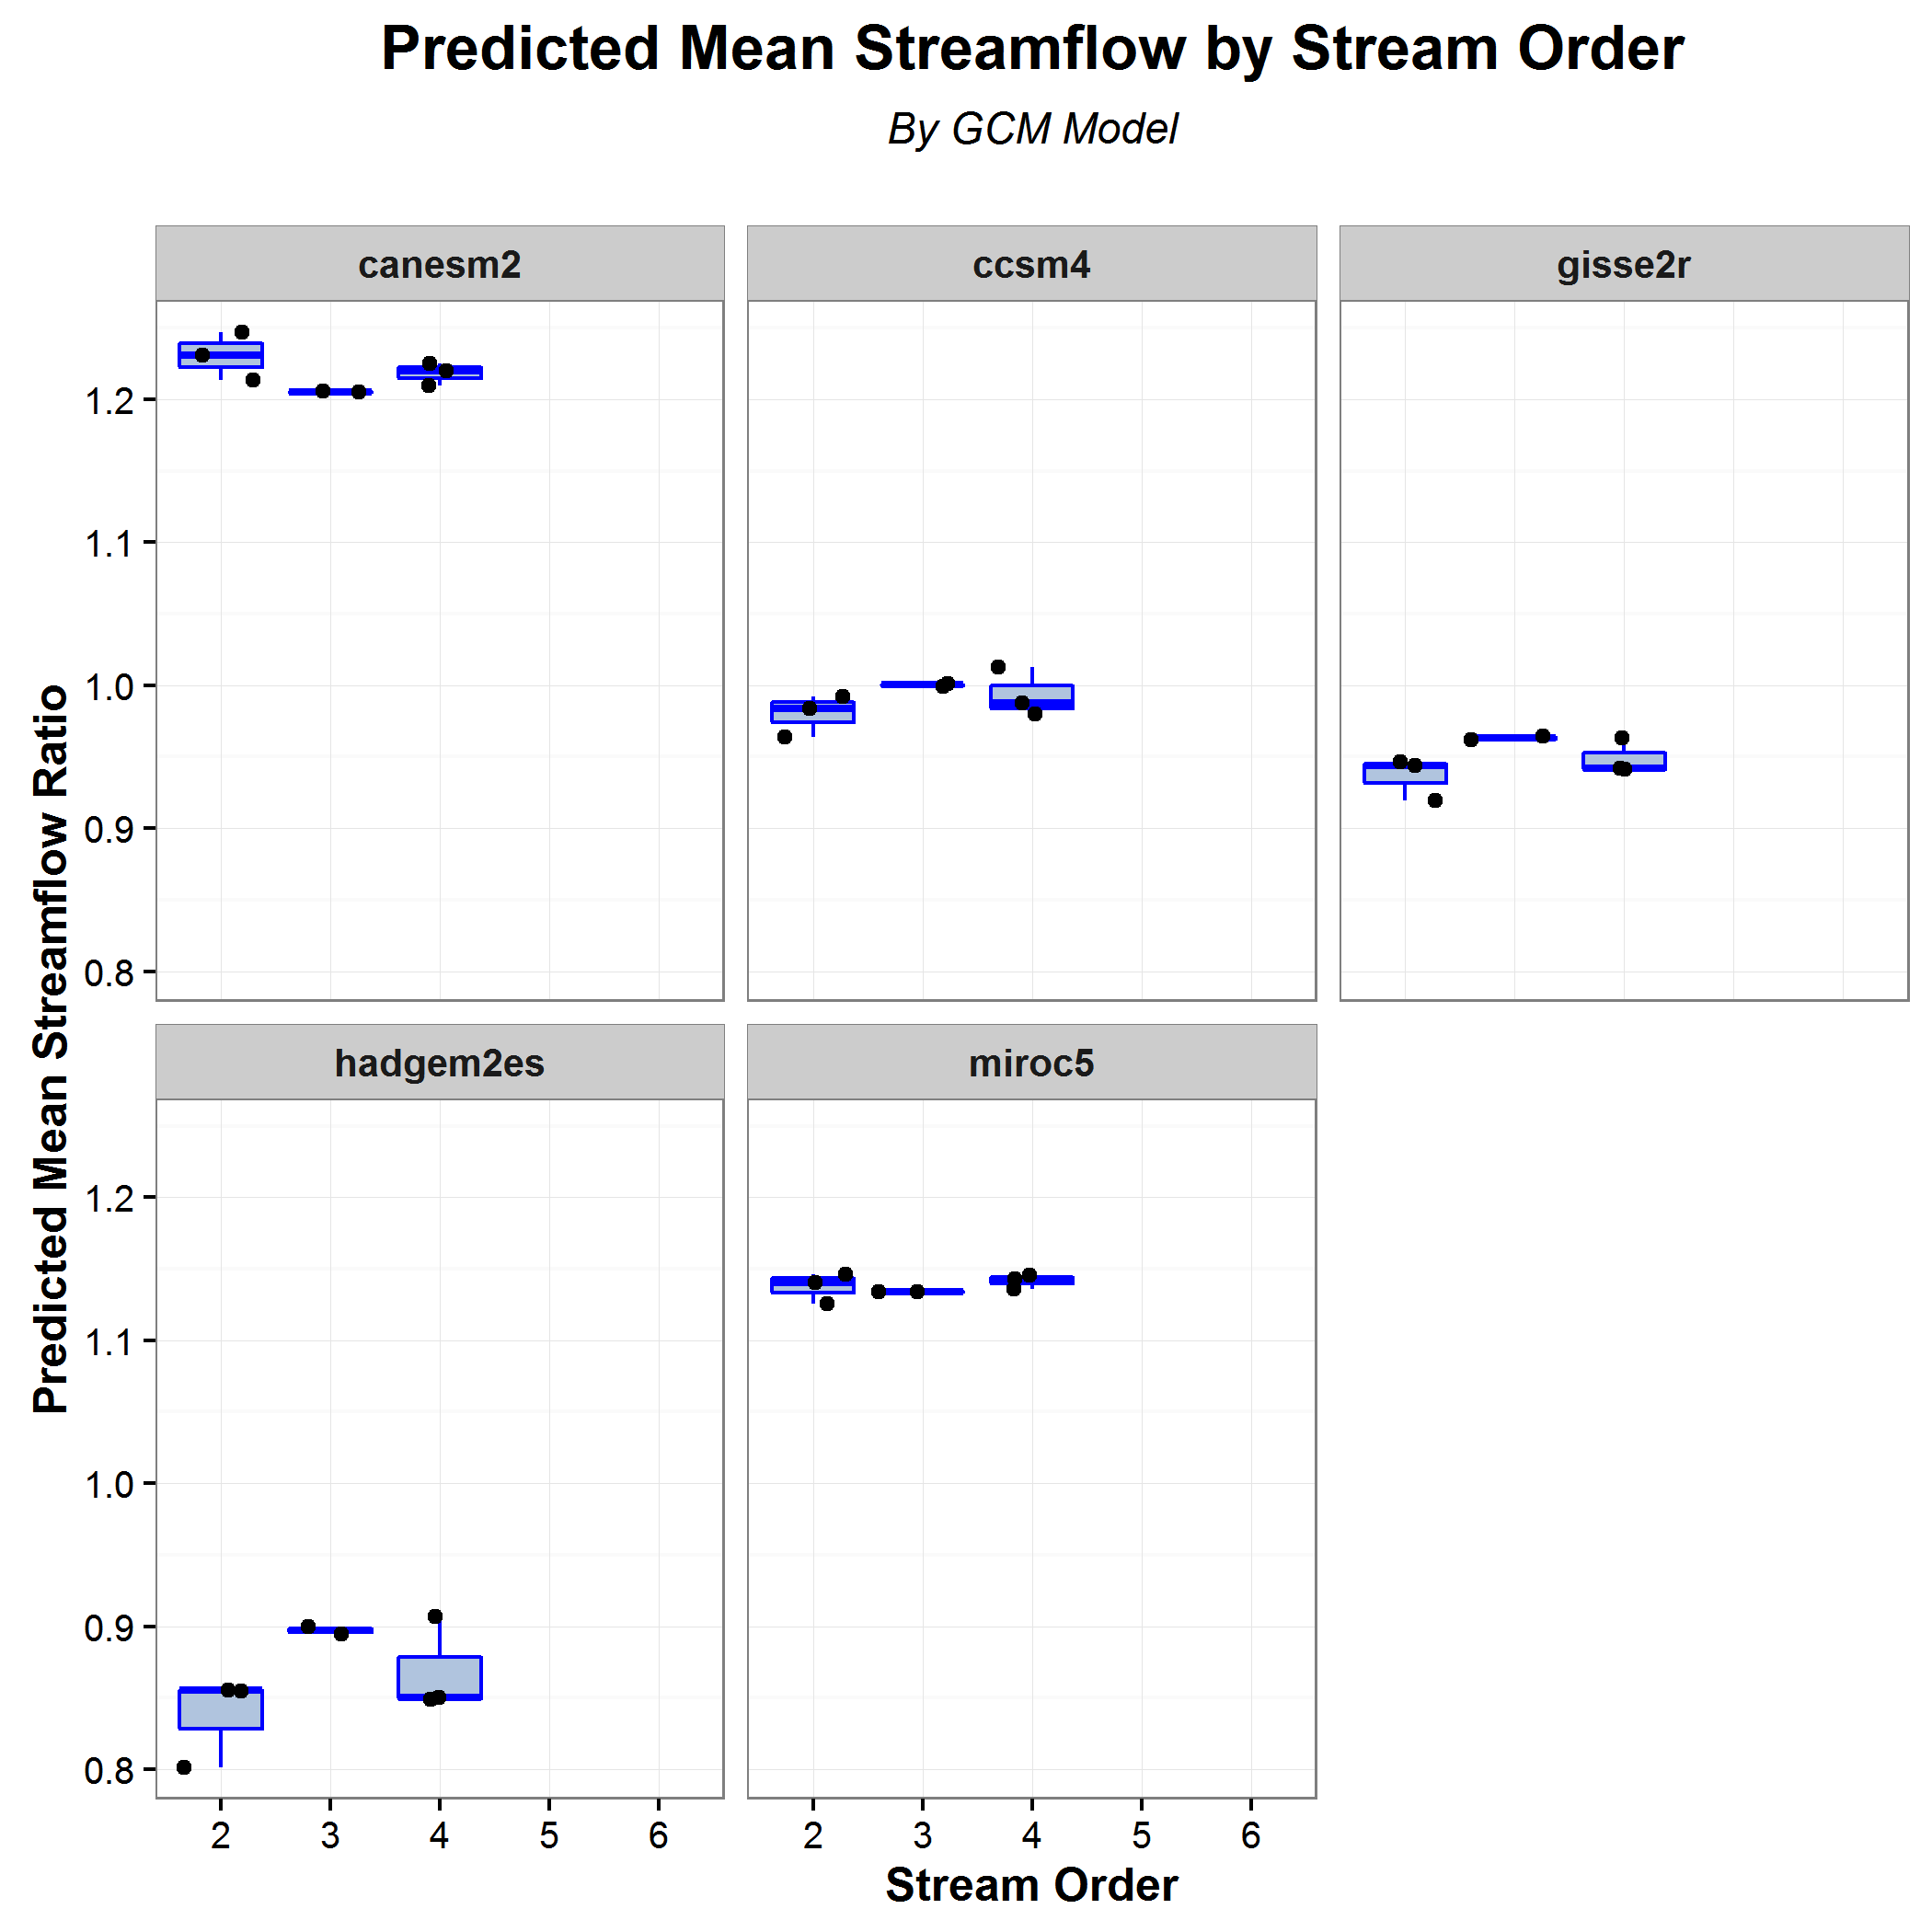 Predicted Mean Streamflow by Stream Order
By GCM Model
canesm2
ccsm4
gisse2r
1.2
1.1
1.0
0.9
0.8
Predicted Mean Streamflow Ratio
hadgem2es
miroc5
1.2
1.1
1.0
0.9
0.8
2 3 4 5 6
2 3 4 5 6
Stream Order